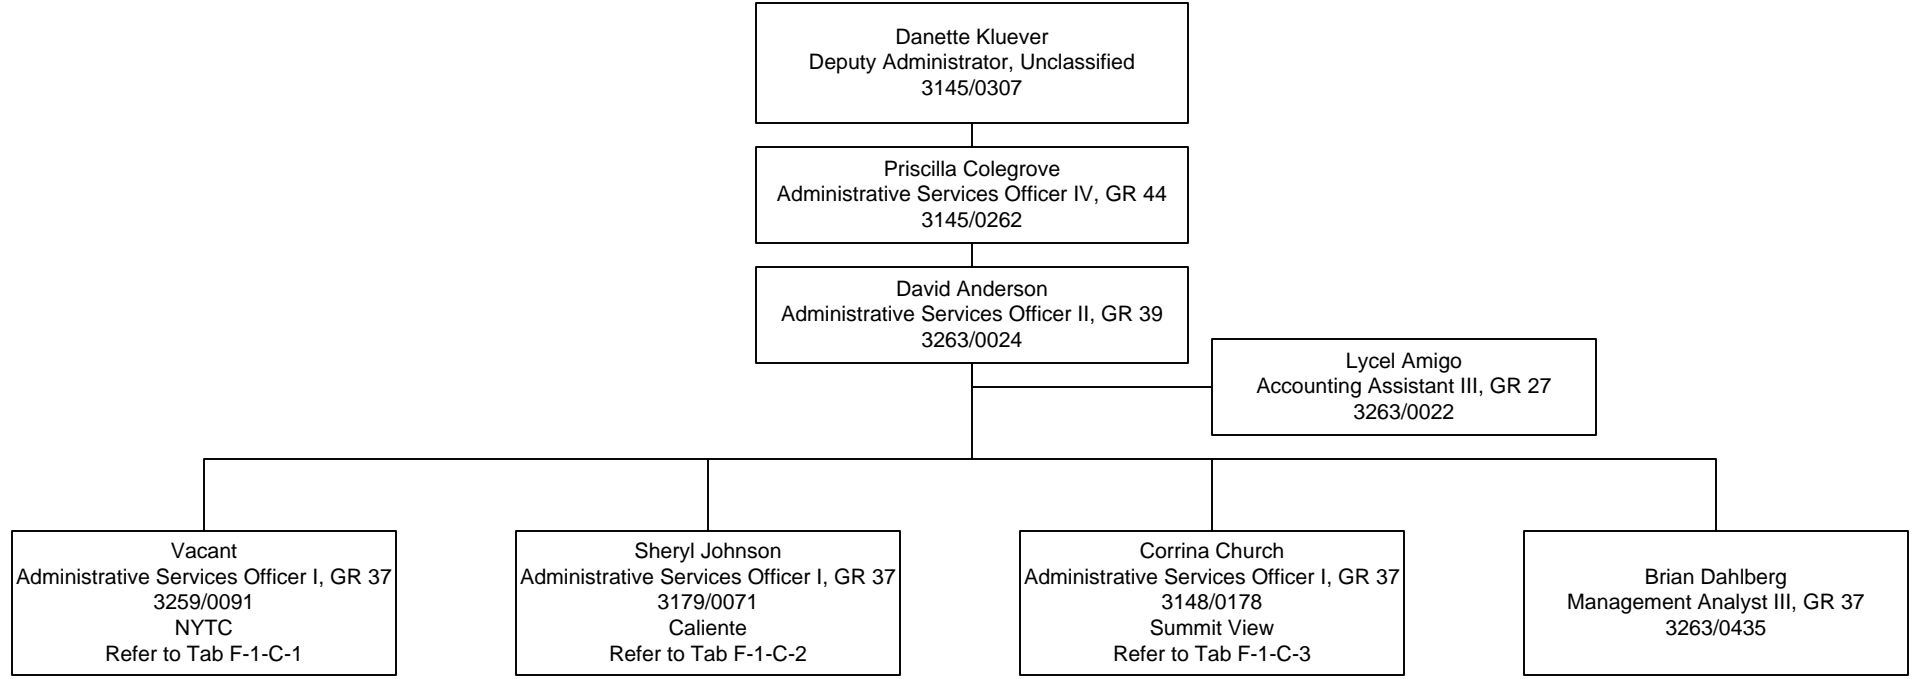 Danette Kluever
Deputy Administrator, Unclassified
3145/0307
Priscilla Colegrove
Administrative Services Officer IV, GR 44
3145/0262
David Anderson
Administrative Services Officer II, GR 39
3263/0024
Lycel Amigo
Accounting Assistant III, GR 27
3263/0022
Vacant
Administrative Services Officer I, GR 37
3259/0091
NYTC
Refer to Tab F-1-C-1
Sheryl Johnson
Administrative Services Officer I, GR 37
3179/0071
Caliente
Refer to Tab F-1-C-2
Corrina Church
Administrative Services Officer I, GR 37
3148/0178
Summit View
Refer to Tab F-1-C-3
Brian Dahlberg
Management Analyst III, GR 37
3263/0435